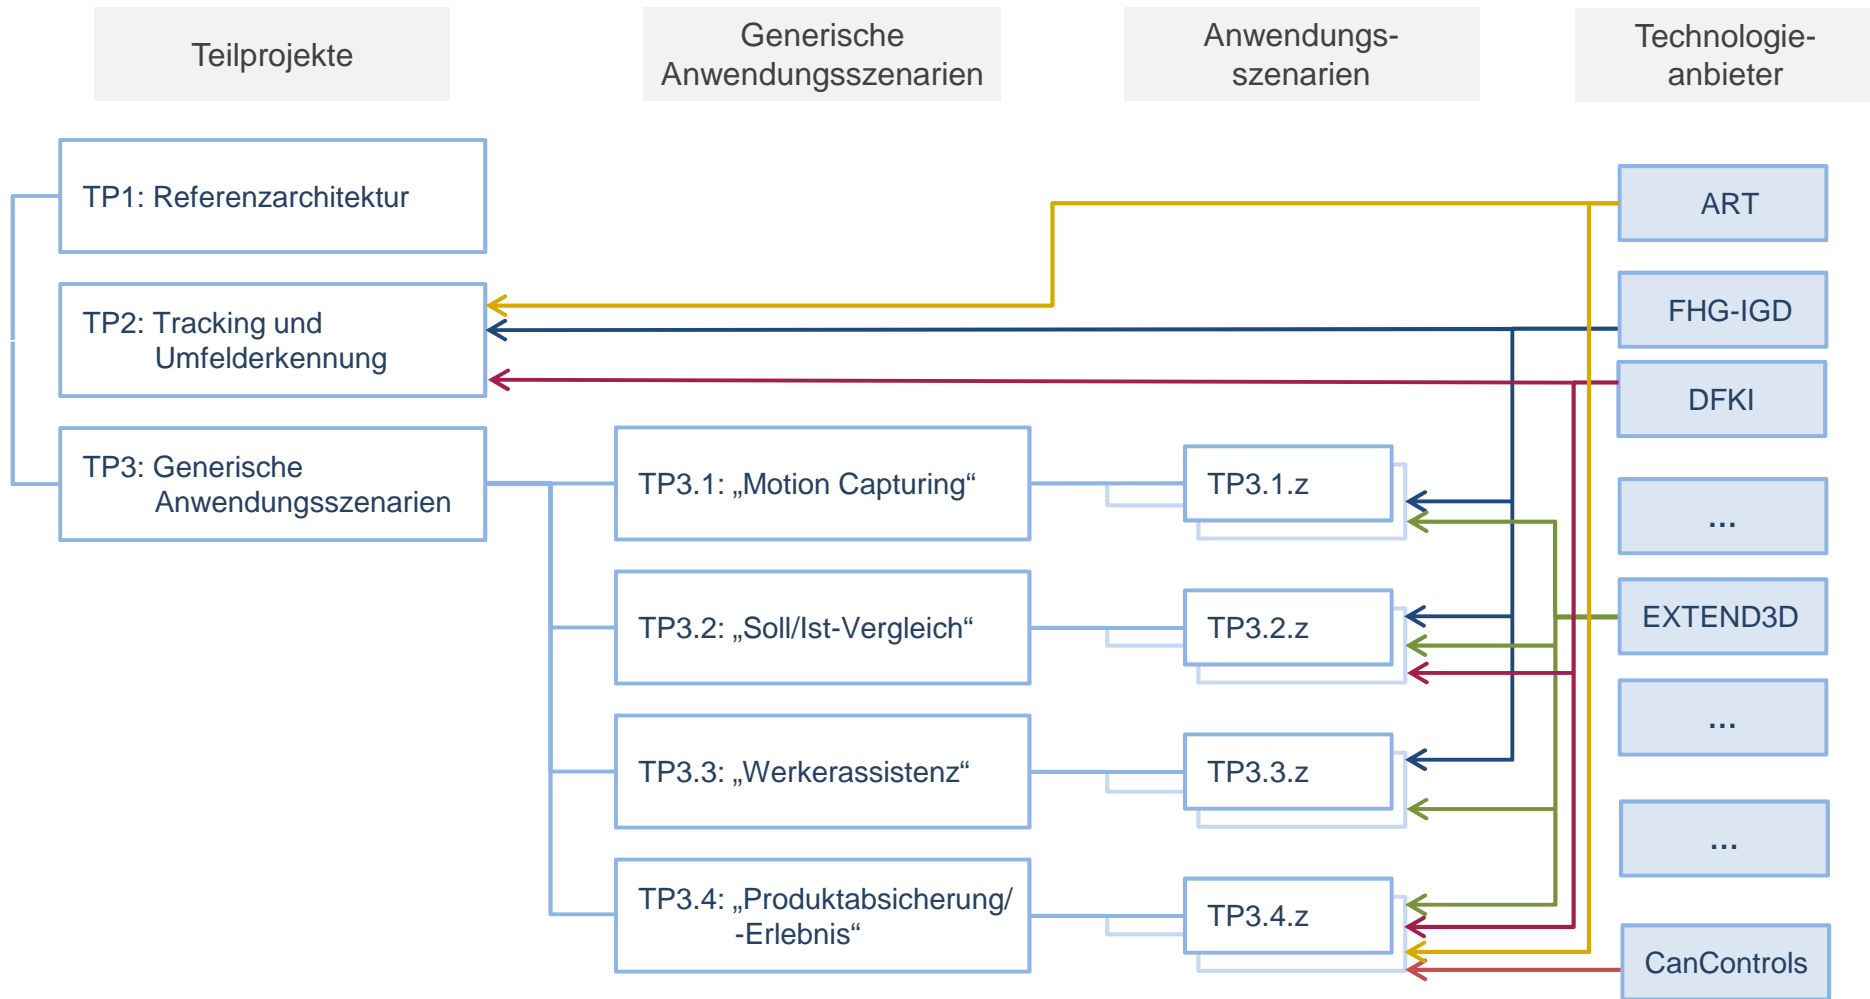 Teilprojekte
Generische
Anwendungsszenarien
Anwendungs-
szenarien
Technologie-
anbieter
TP1: Referenzarchitektur
TP2: Tracking und
Umfelderkennung
TP3: Generische
Anwendungsszenarien
TP3.1: „Motion Capturing“
TP3.2: „Soll/Ist-Vergleich“
TP3.3: „Werkerassistenz“
TP3.4: „Produktabsicherung/
-Erlebnis“
TP3.1.z
TP3.2.z
TP3.3.z
TP3.4.z
ART
FHG-IGD
DFKI
...
EXTEND3D
...
...
CanControls